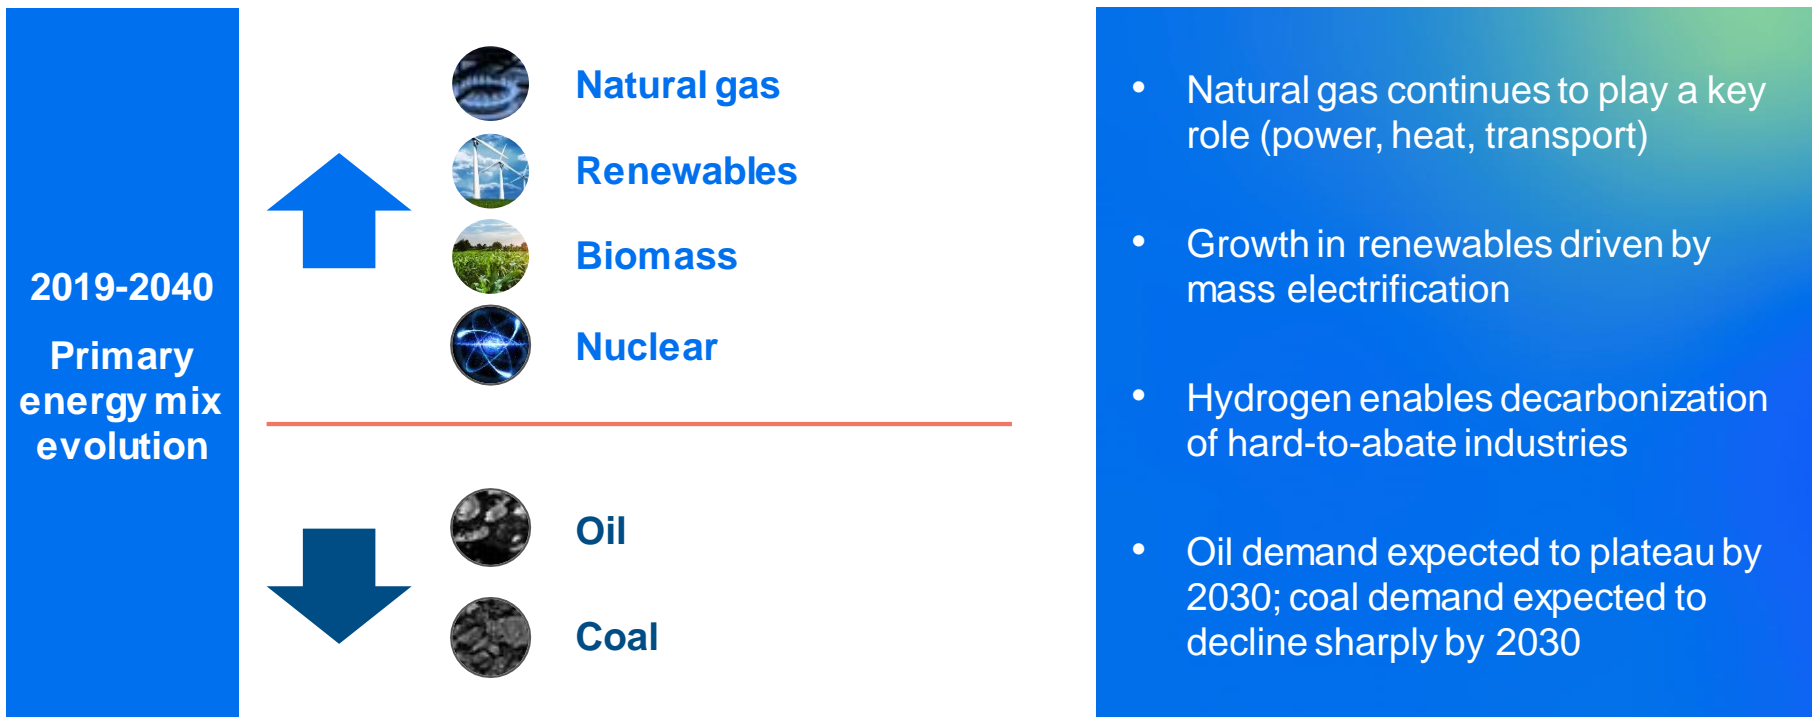 2019-2040
Primary
energy mix
evolution
Natural gas
Renewables
Biomass
Nuclear
Oil
Coal
• Natural gas continues to play a key
role (power, heat, transport)
• Growth in renewables driven by
mass electrification
• Hydrogen enables decarbonization
of hard-to-abate industries
• Oil demand expected to plateau by
2030; coal demand expected to
decline sharply by 2030